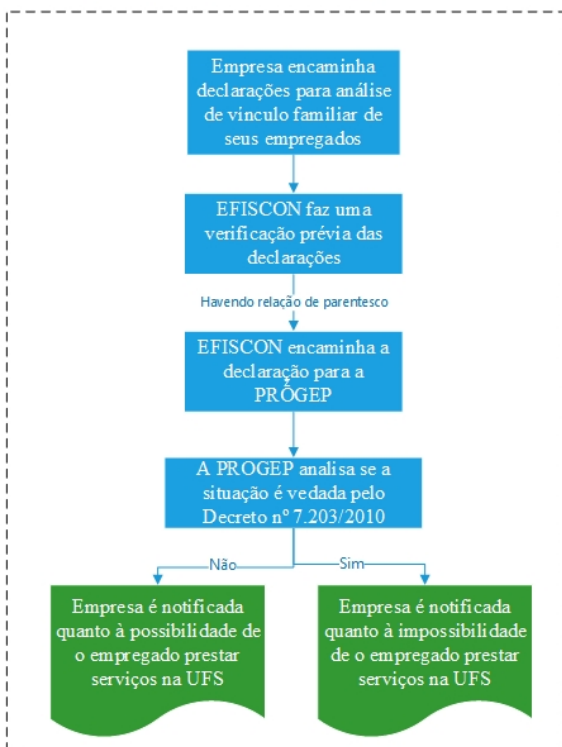 Empresa encaminha
declarações para análise
de vínculo familiar de
seus empregados
EFISCON faz uma
verificação prévia das
declarações
Havendo relação de parentesco
EFISCON encaminha a
declaração para a
PROGEP
A PROGEP analisa se a
situação é vedada pelo
Decreto nº 7.203/2010
Não
Sim
Empresa é notificada
quanto à possibilidade de
o empregado prestar
serviços na UFS
Empresa é notificada
quanto à impossibilidade
de o empregado prestar
serviços na UFS